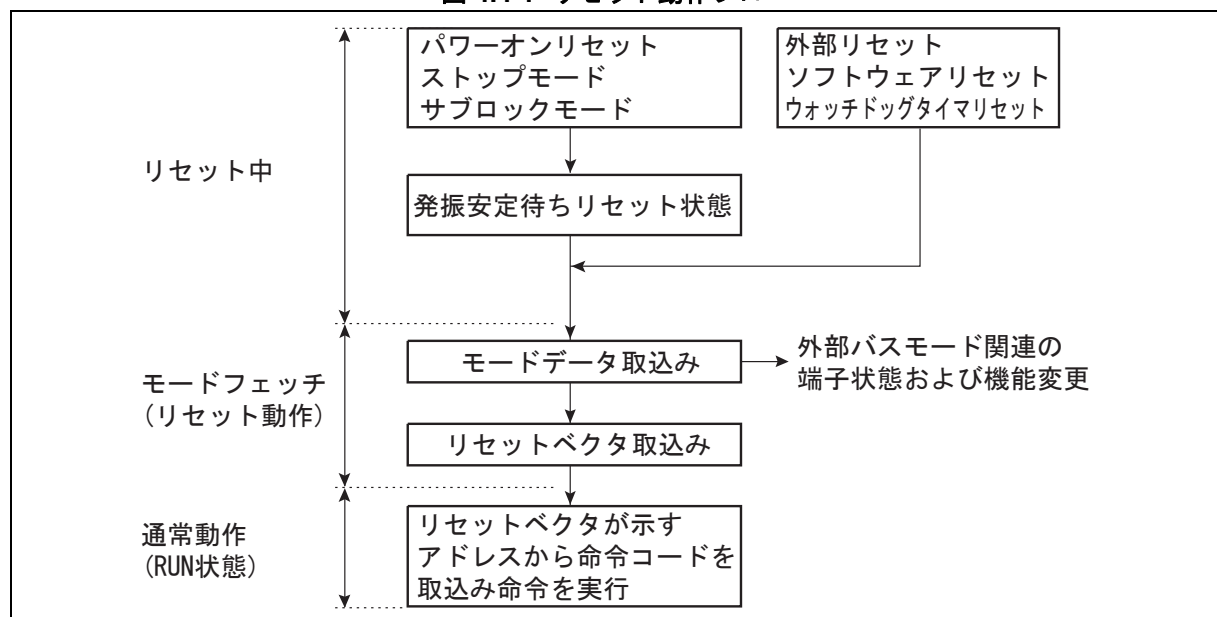 パワーオンリセット
ストップモード
サブロックモード
外部リセット
ソフトウェアリセット
ウォッチドッグタイマリセット
リセット中
発振安定待ちリセット状態
モードフェッチ
(リセット動作)
モードデータ取込み
外部バスモード関連の
端子状態および機能変更
リセットベクタ取込み
通常動作
(RUN状態)
リセットベクタが示す
アドレスから命令コードを
取込み命令を実行